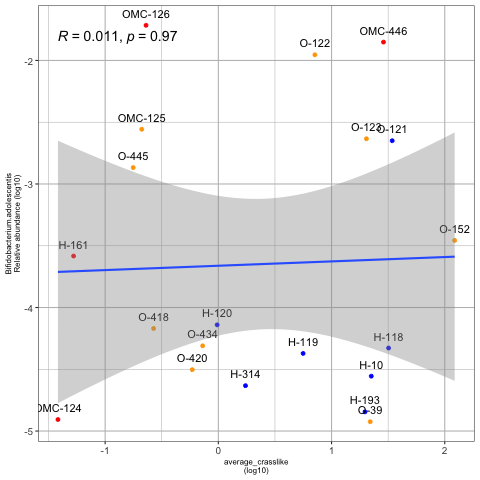 OMC-126
R = 0.011, p = 0.97
OMC-446
O-122
-2
OMC-125
O-123
O-121
O-445
-3
O-152
H-161
-4
H-120
O-418
O-434
H-118
H-119
O-420
H-10
H-314
H-193
OMC-124
O-39
-5
-1
0
1
2
average_crasslike
(log10)
Bifidobacterium.adolescentis
Relative abundance (log10)